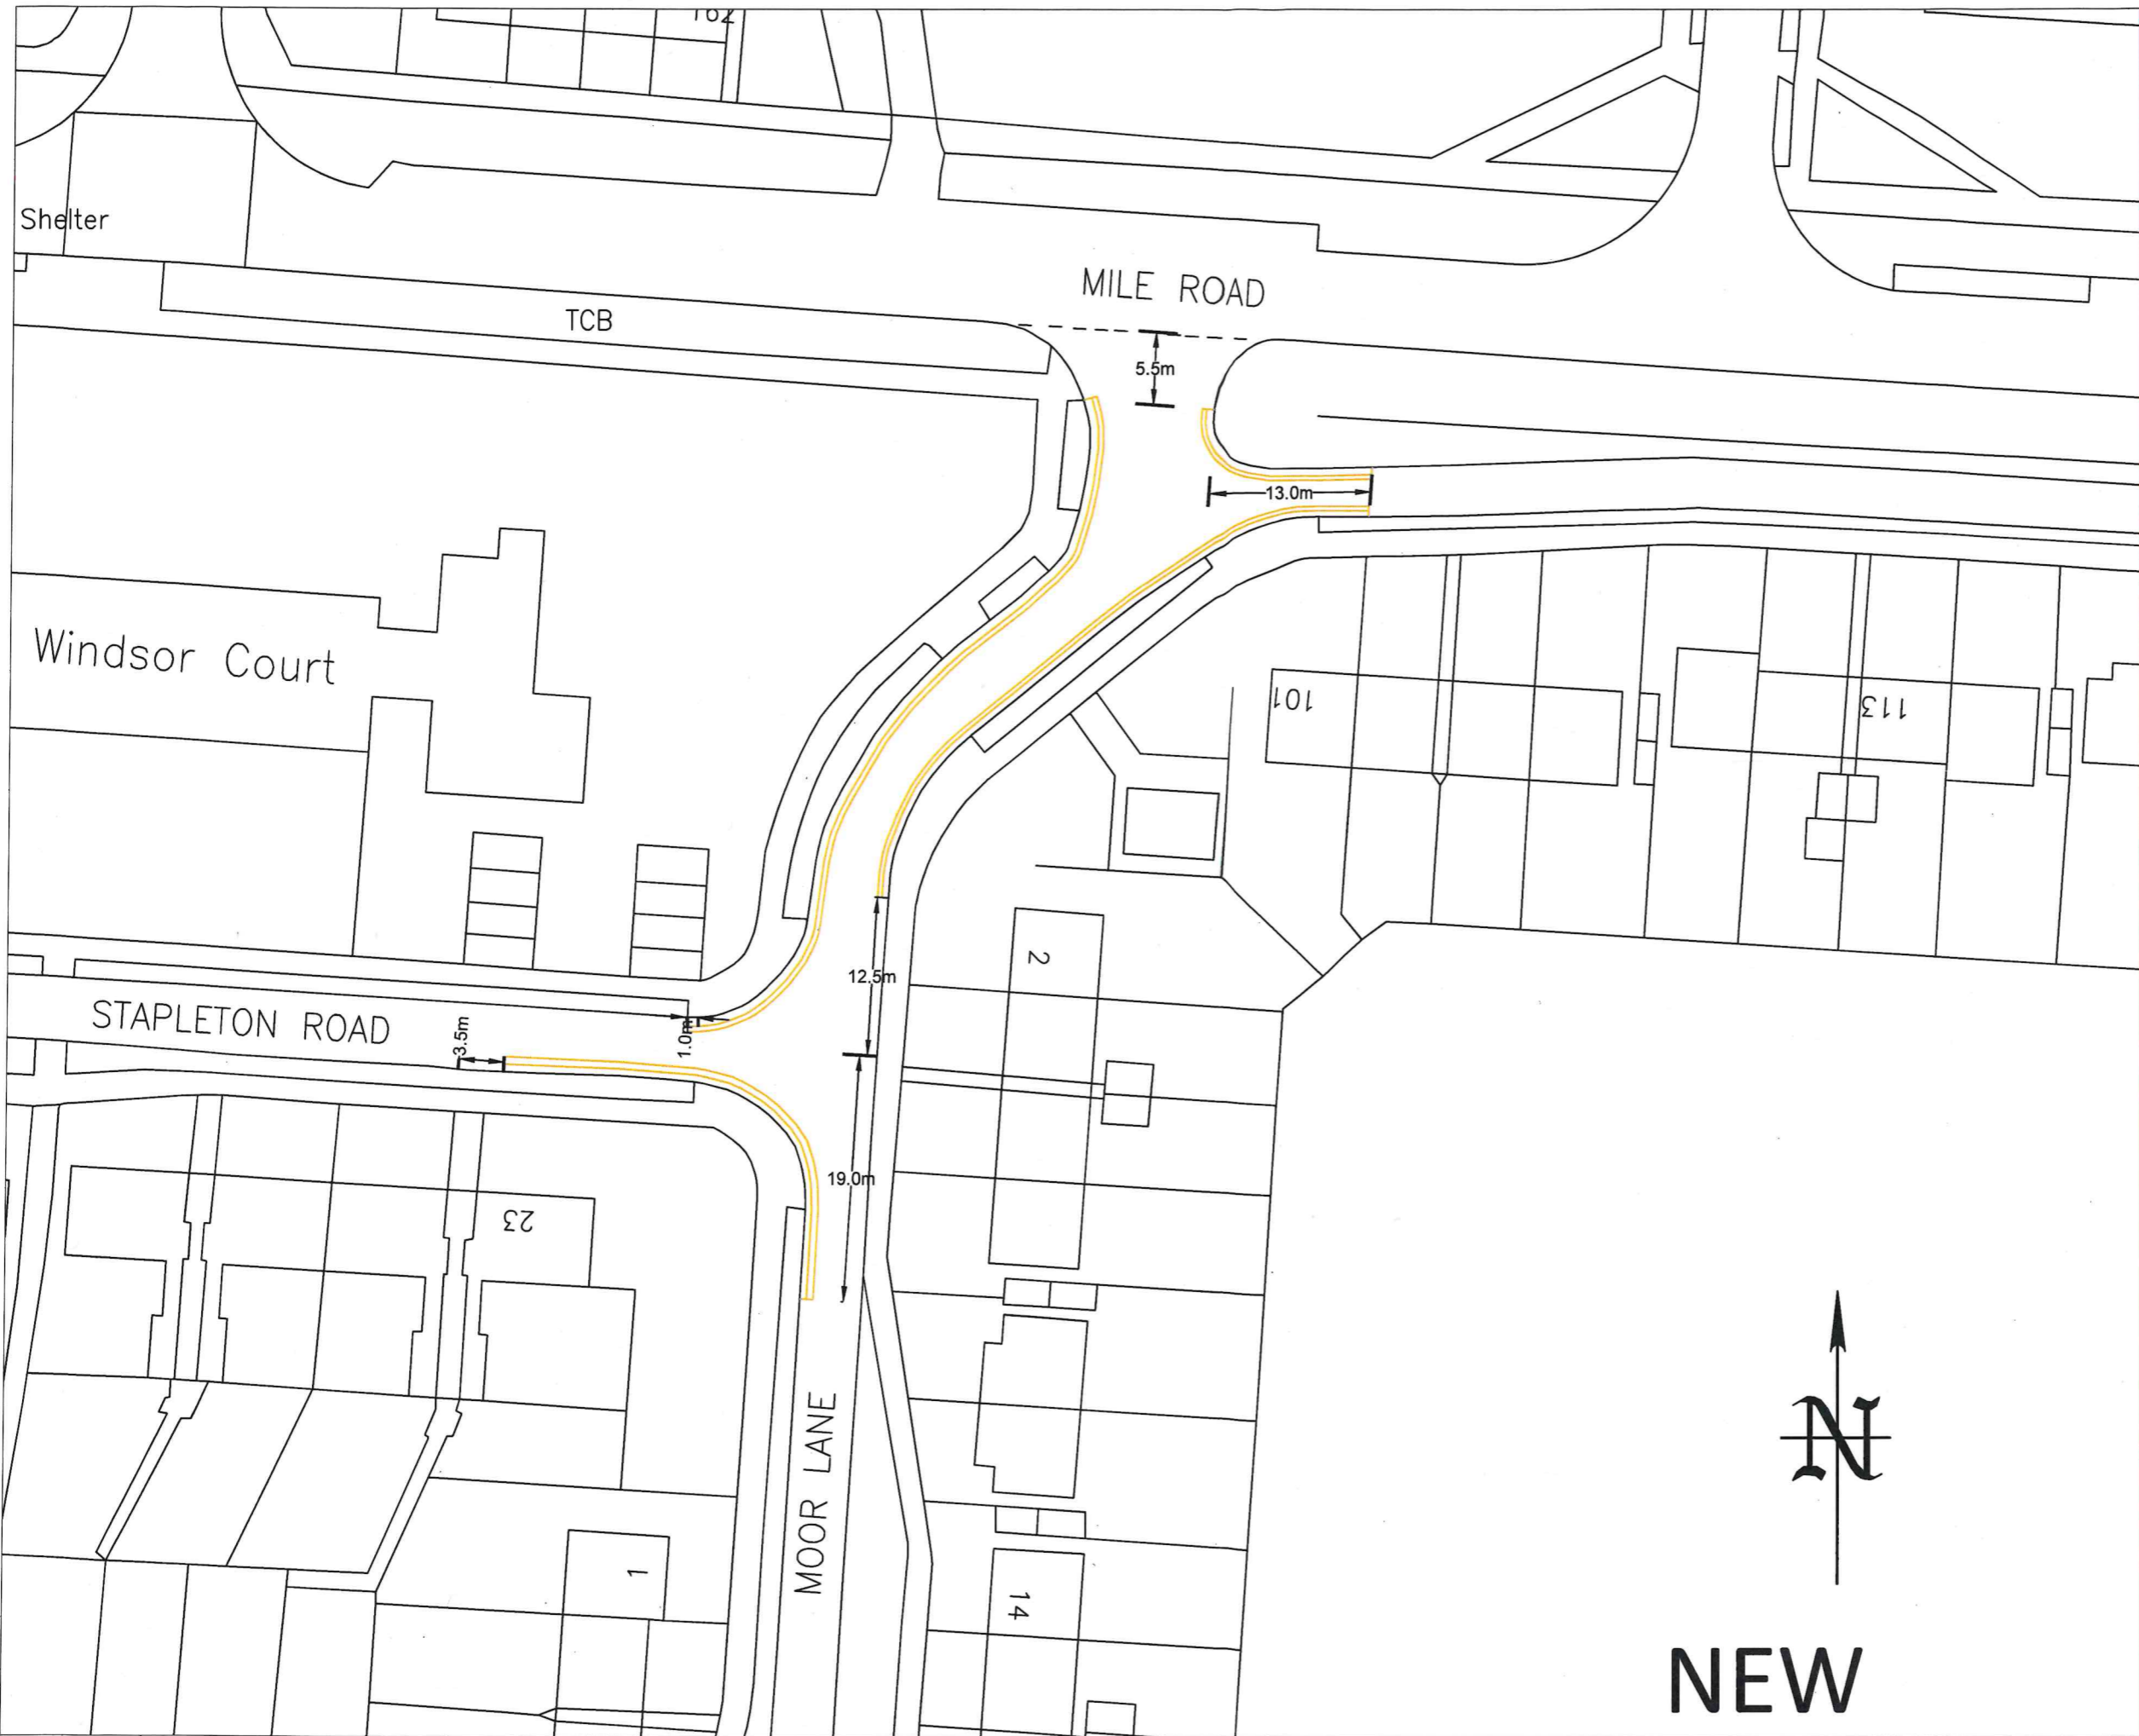 Shelter
MILE ROAD
TCB
5.5m
13.0m
Windsor Court
101
113
2
12.5m
STAPLETON ROAD
3.5m
1.0m
19.0m
23
MOOR LANE
1
14
N
NEW